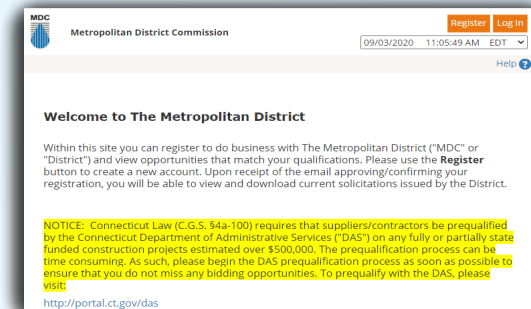 MDC
Metropolitan District Commission
Register Log In
09/03/2020 11:05:49 AM EDT
Help ?
Welcome to The Metropolitan District
Within this site you can register to do business with The Metropolitan District ("MDC" or
"District") and view opportunities that match your qualifications. Please use the Register
button to create a new account. Upon receipt of the email approving/confirming your
registration, you will be able to view and download current solicitations issued by the District.
NOTICE: Connecticut Law (C.G.S. §4a-100) requires that suppliers/contractors be prequalified
by the Connecticut Department of Administrative Services ("DAS") on any fully or partially state
funded construction projects estimated over $500,000. The prequalification process can be
time consuming. As such, please begin the DAS prequalification process as soon as possible to
ensure that you do not miss any bidding opportunities. To prequalify with the DAS, please
visit:
http://portal.ct.gov/das